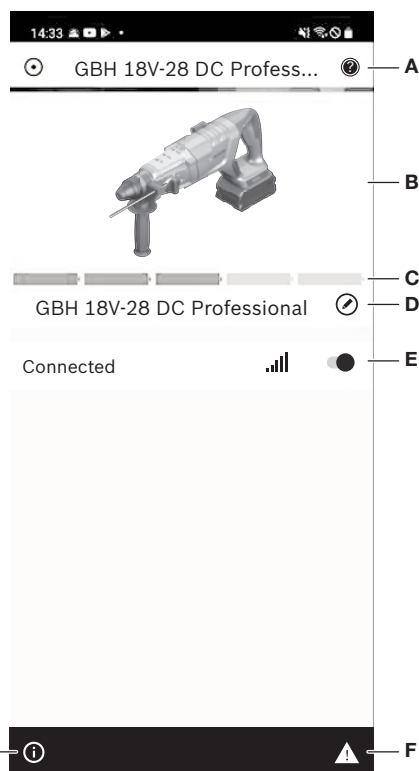 14:33
GBH 18V-28 DC Profess... A
B
C
GBH 18V-28 DC Professional D
Connected E
F